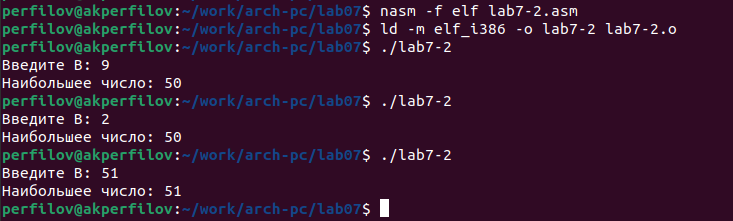 perfilov@akperfilov:~/work/arch-pc/lab07$ nasm -f elf lab7-2.asm
perfilov@akperfilov:~/work/arch-pc/lab07$ ld -m elf_i386 -o lab7-2 lab7-2.o
perfilov@akperfilov:~/work/arch-pc/lab07$ ./lab7-2
Введите B: 9
Наибольшее число: 50
perfilov@akperfilov:~/work/arch-pc/lab07$ ./lab7-2
Введите B: 2
Наибольшее число: 50
perfilov@akperfilov:~/work/arch-pc/lab07$ ./lab7-2
Введите B: 51
Наибольшее число: 51
perfilov@akperfilov:~/work/arch-pc/lab07$